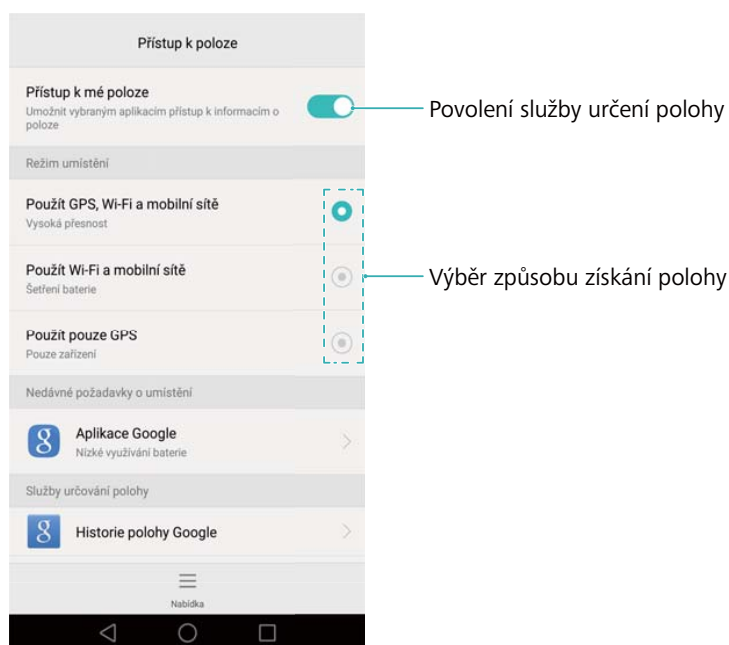 Přístup k poloze
Přístup k mé poloze
Umožnit vybraným aplikacím přístup k informacím o
poloze
Povolení služby určení polohy
Režim umístění
Použít GPS, Wi-Fi a mobilní sítě
Vysoká přesnost
Použít Wi-Fi a mobilní sítě
Šetření baterie
Výběr způsobu získání polohy
Použít pouze GPS
Pouze zařízení
Nedávné požadavky o umístění
Aplikace Google
Nízké využívání baterie
Služby určování polohy
Historie polohy Google
Nabídka